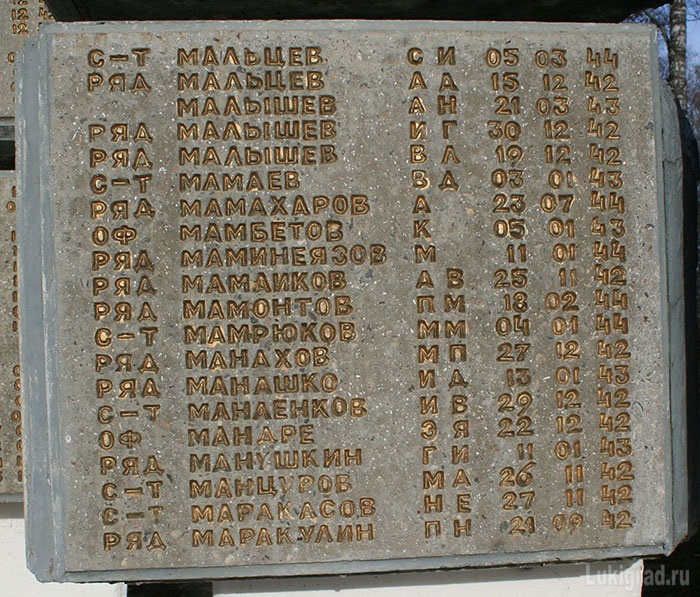 С-Т МАЛЬЦЕВ С И 05 03 44
РЯД МАЛЬЦЕВ А Д 15 12 42
МАЛЫШЕВ А Н 21 03 43
РЯД МАЛЫШЕВ И Г 30 12 42
РЯД МАЛЫШЕВ В Л 19 12 42
С-Т МАМАЕВ В Д 03 01 43
РЯД МАМАХАРОВ А 23 07 44
ОФ МАМБЕТОВ К 05 01 43
РЯД МАМИНЕЯЗОВ М 11 01 44
РЯД МАМАИКОВ А В 25 11 42
РЯД МАМОНТОВ П М 18 02 44
С-Т МАМРЮКОВ М М 04 01 44
РЯД МАНАХОВ М П 27 12 42
РЯД МАНАШКО И Д 13 01 43
С-Т МАНАЕНКОВ И В 29 12 42
ОФ МАНДРЕ Э Я 22 12 42
РЯД МАНУШКИН Г И 11 01 43
С-Т МАНЦУРОВ М А 26 11 42
С-Т МАРАКАСОВ Н Е 27 11 42
РЯД МАРАКУЛИН П Н 21 09 42
Lukigrad.ru